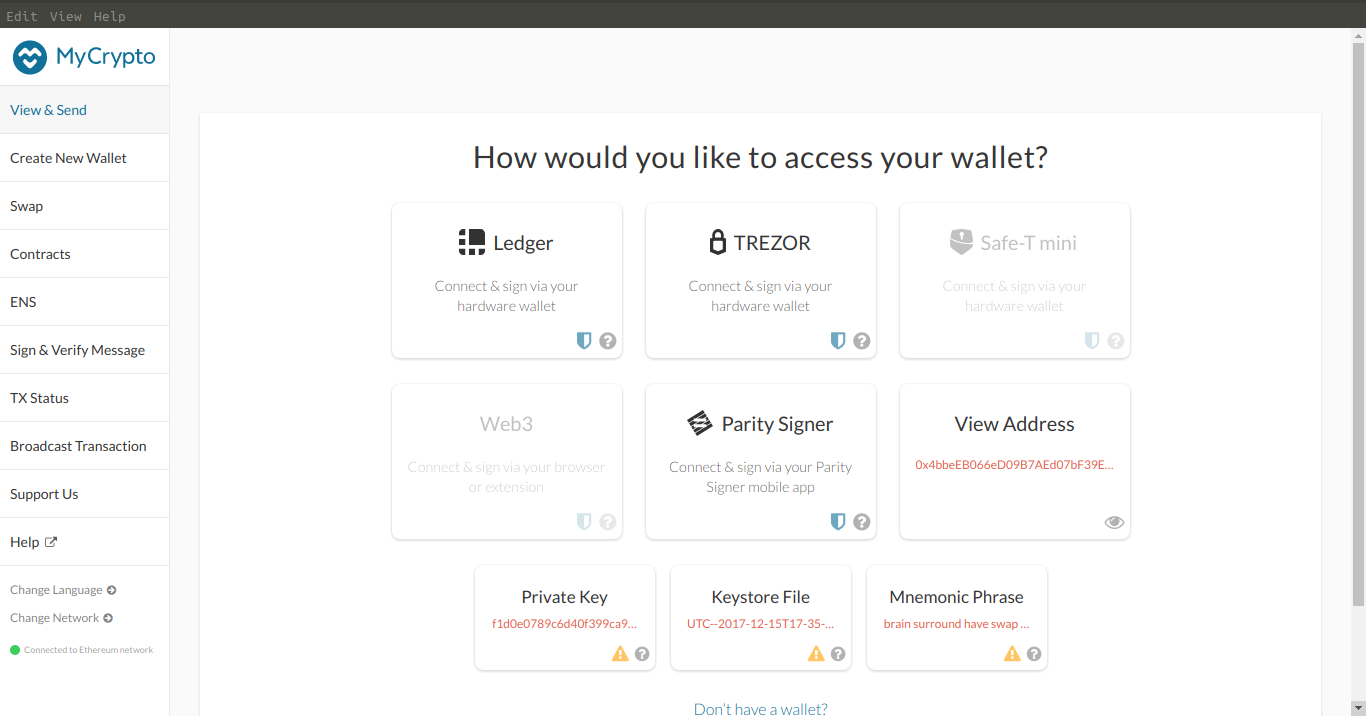 Edit View Help
MyCrypto
View & Send
Create New Wallet
Swap
Contracts
ENS
Sign & Verify Message
TX Status
Broadcast Transaction
Support Us
Help
Change Language
Change Network
Connected to Ethereum network
How would you like to access your wallet?
Ledger
Connect & sign via your
hardware wallet
TREZOR
Connect & sign via your
hardware wallet
Safe-T mini
Connect & sign via your
hardware wallet
Web3
Connect & sign via your browser
or extension
Parity Signer
Connect & sign via your Parity
Signer mobile app
View Address
0x4bbeEB066eD09B7AEd07bF39E...
Private Key
f1d0e0789c6d40f399ca9...
Keystore File
UTC--2017-12-15T17-35-...
Mnemonic Phrase
brain surround have swap ...
Don't have a wallet?